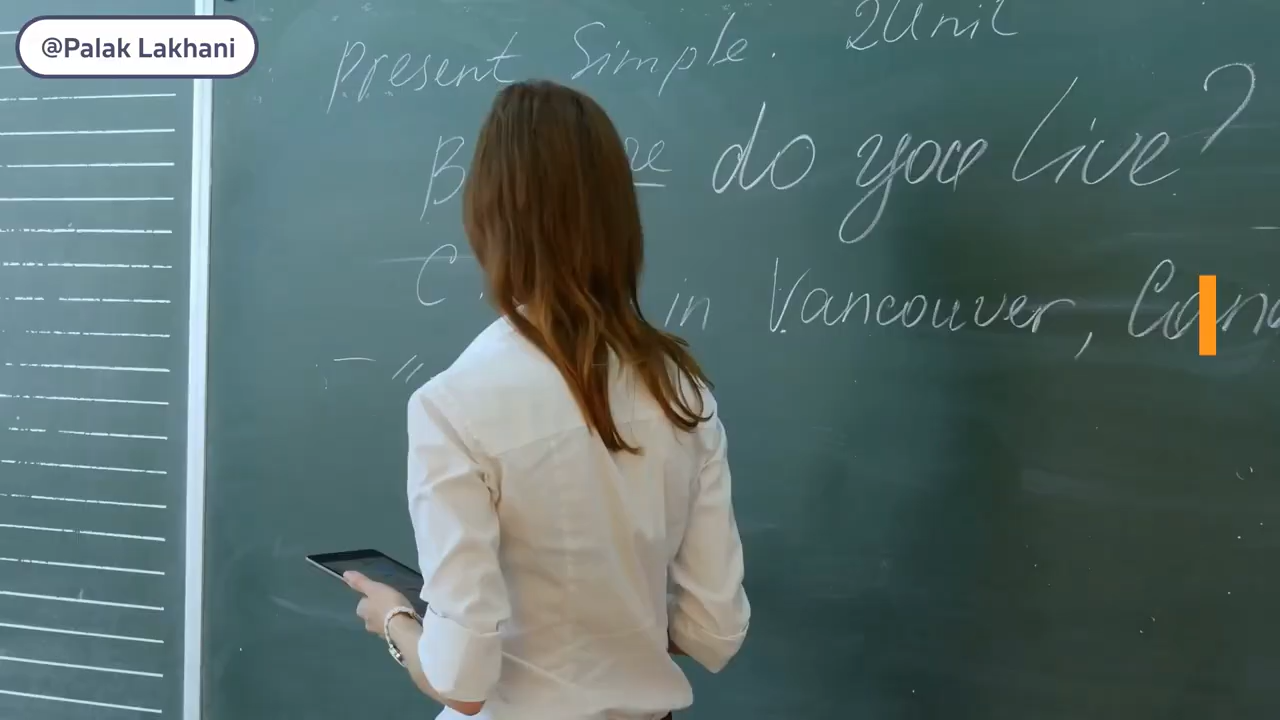 @Palak Lakhani
Present Simple. 2Unit
B do you live?
C in Vancouver,